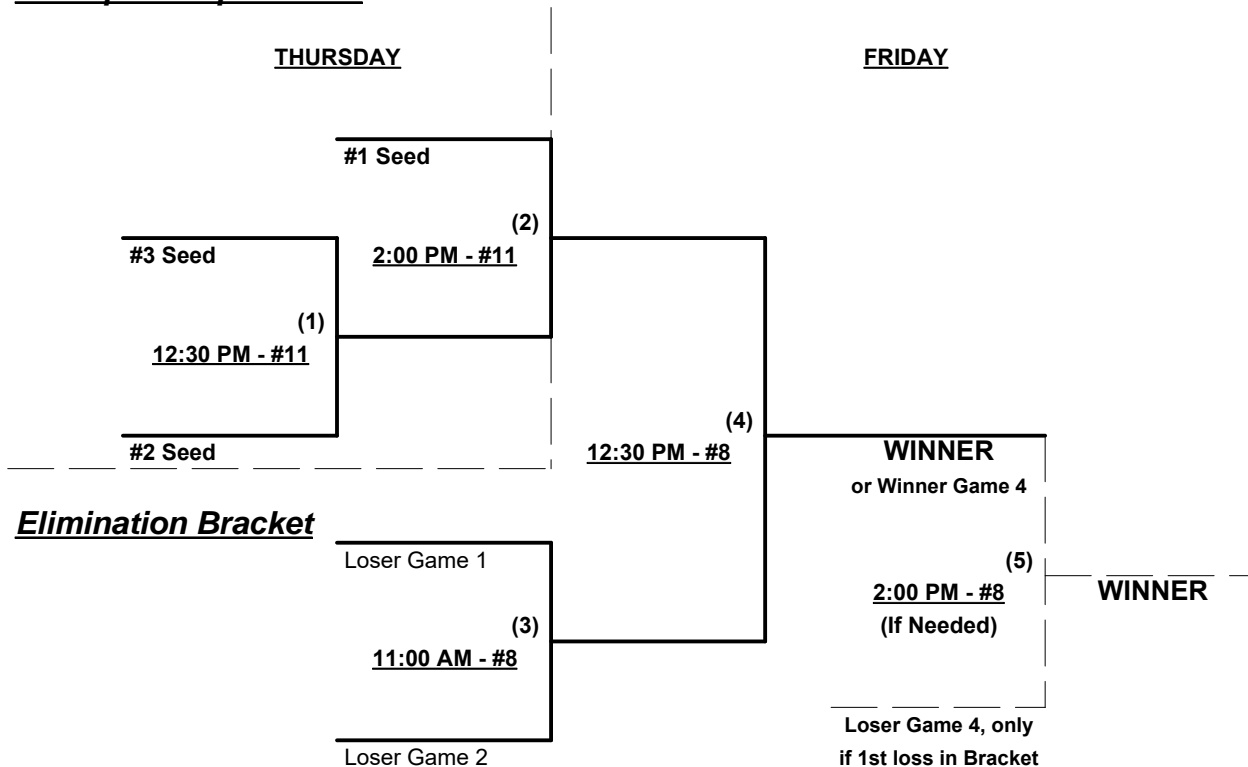 THURSDAY
FRIDAY
#1 Seed
(2)
2:00 PM - #11
#3 Seed
(1)
12:30 PM - #11
#2 Seed
(4)
12:30 PM - #8
WINNER
or Winner Game 4
Elimination Bracket
Loser Game 1
(5)
2:00 PM - #8
(If Needed)
WINNER
(3)
11:00 AM - #8
Loser Game 4, only
if 1st loss in Bracket
Loser Game 2